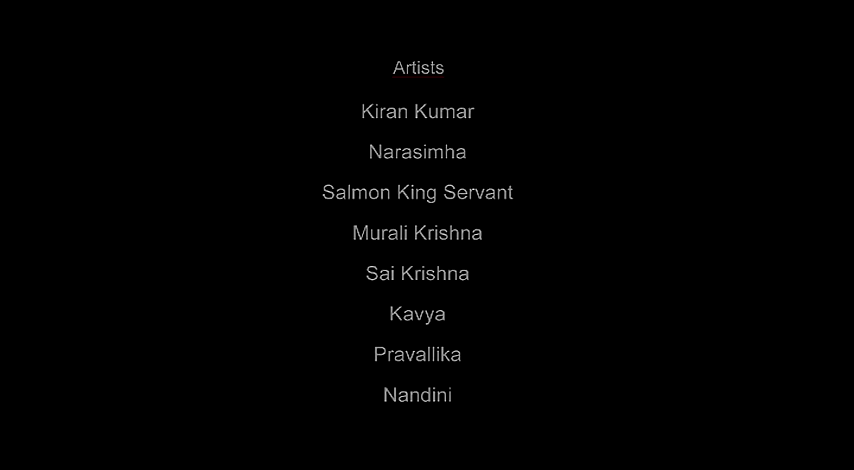 Artists
Kiran Kumar
Narasimha
Salmon King Servant
Murali Krishna
Sai Krishna
Kavya
Pravallika
Nandini